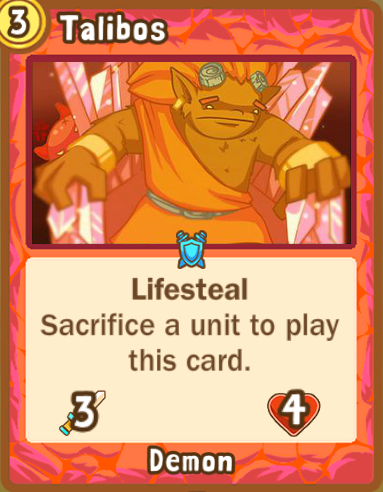 3
Talibos
Lifesteal
Sacrifice a unit to play
this card.
3
4
Demon